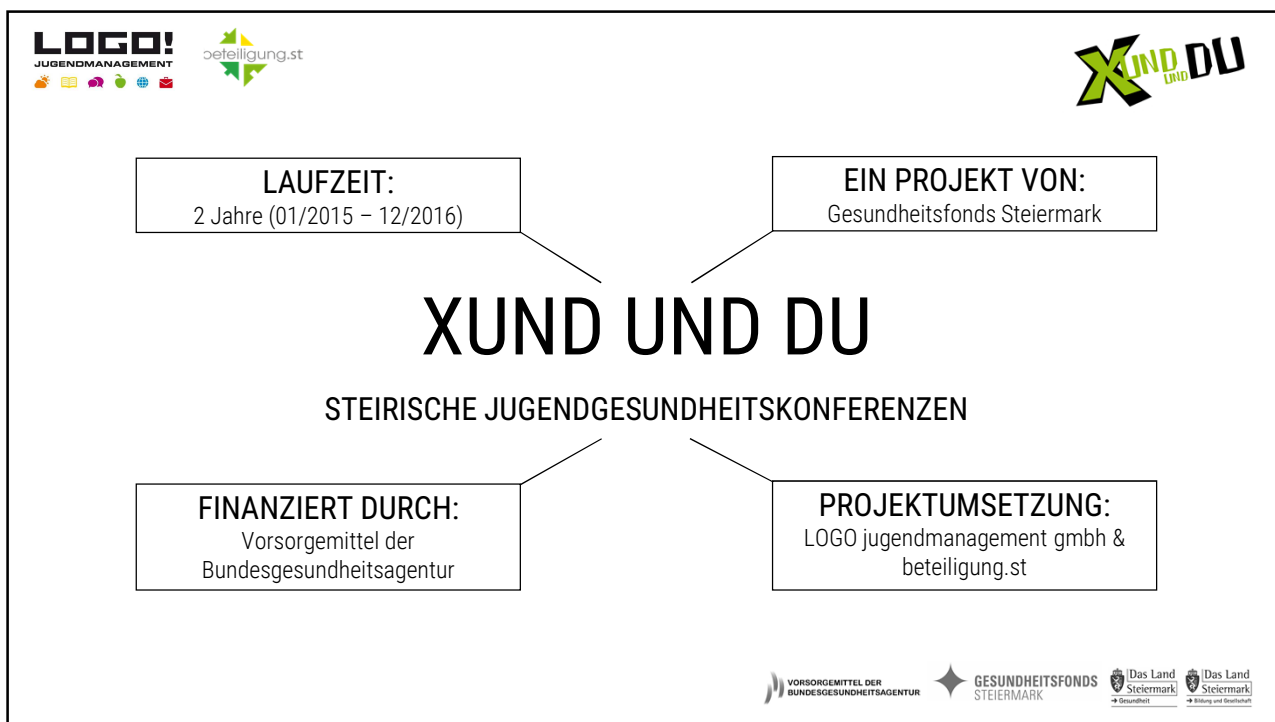 LOGO!
JUGENDMANAGEMENT
beteiligung.st
XUND UND DU
LAUFZEIT:
2 Jahre (01/2015 – 12/2016)
EIN PROJEKT VON:
Gesundheitsfonds Steiermark
XUND UND DU
STEIRISCHE JUGENDGESUNDHEITSKONFERENZEN
FINANZIERT DURCH:
Vorsorgemittel der
Bundesgesundheitsagentur
PROJEKTUMSETZUNG:
LOGO jugendmanagement gmbh &
beteiligung.st
VORSORGEMITTEL DER
BUNDESGESUNDHEITSAGENTUR
GESUNDHEITSFONDS
STEIERMARK
Das Land
Steiermark
→ Gesundheit
Das Land
Steiermark
→ Bildung und Gesellschaft